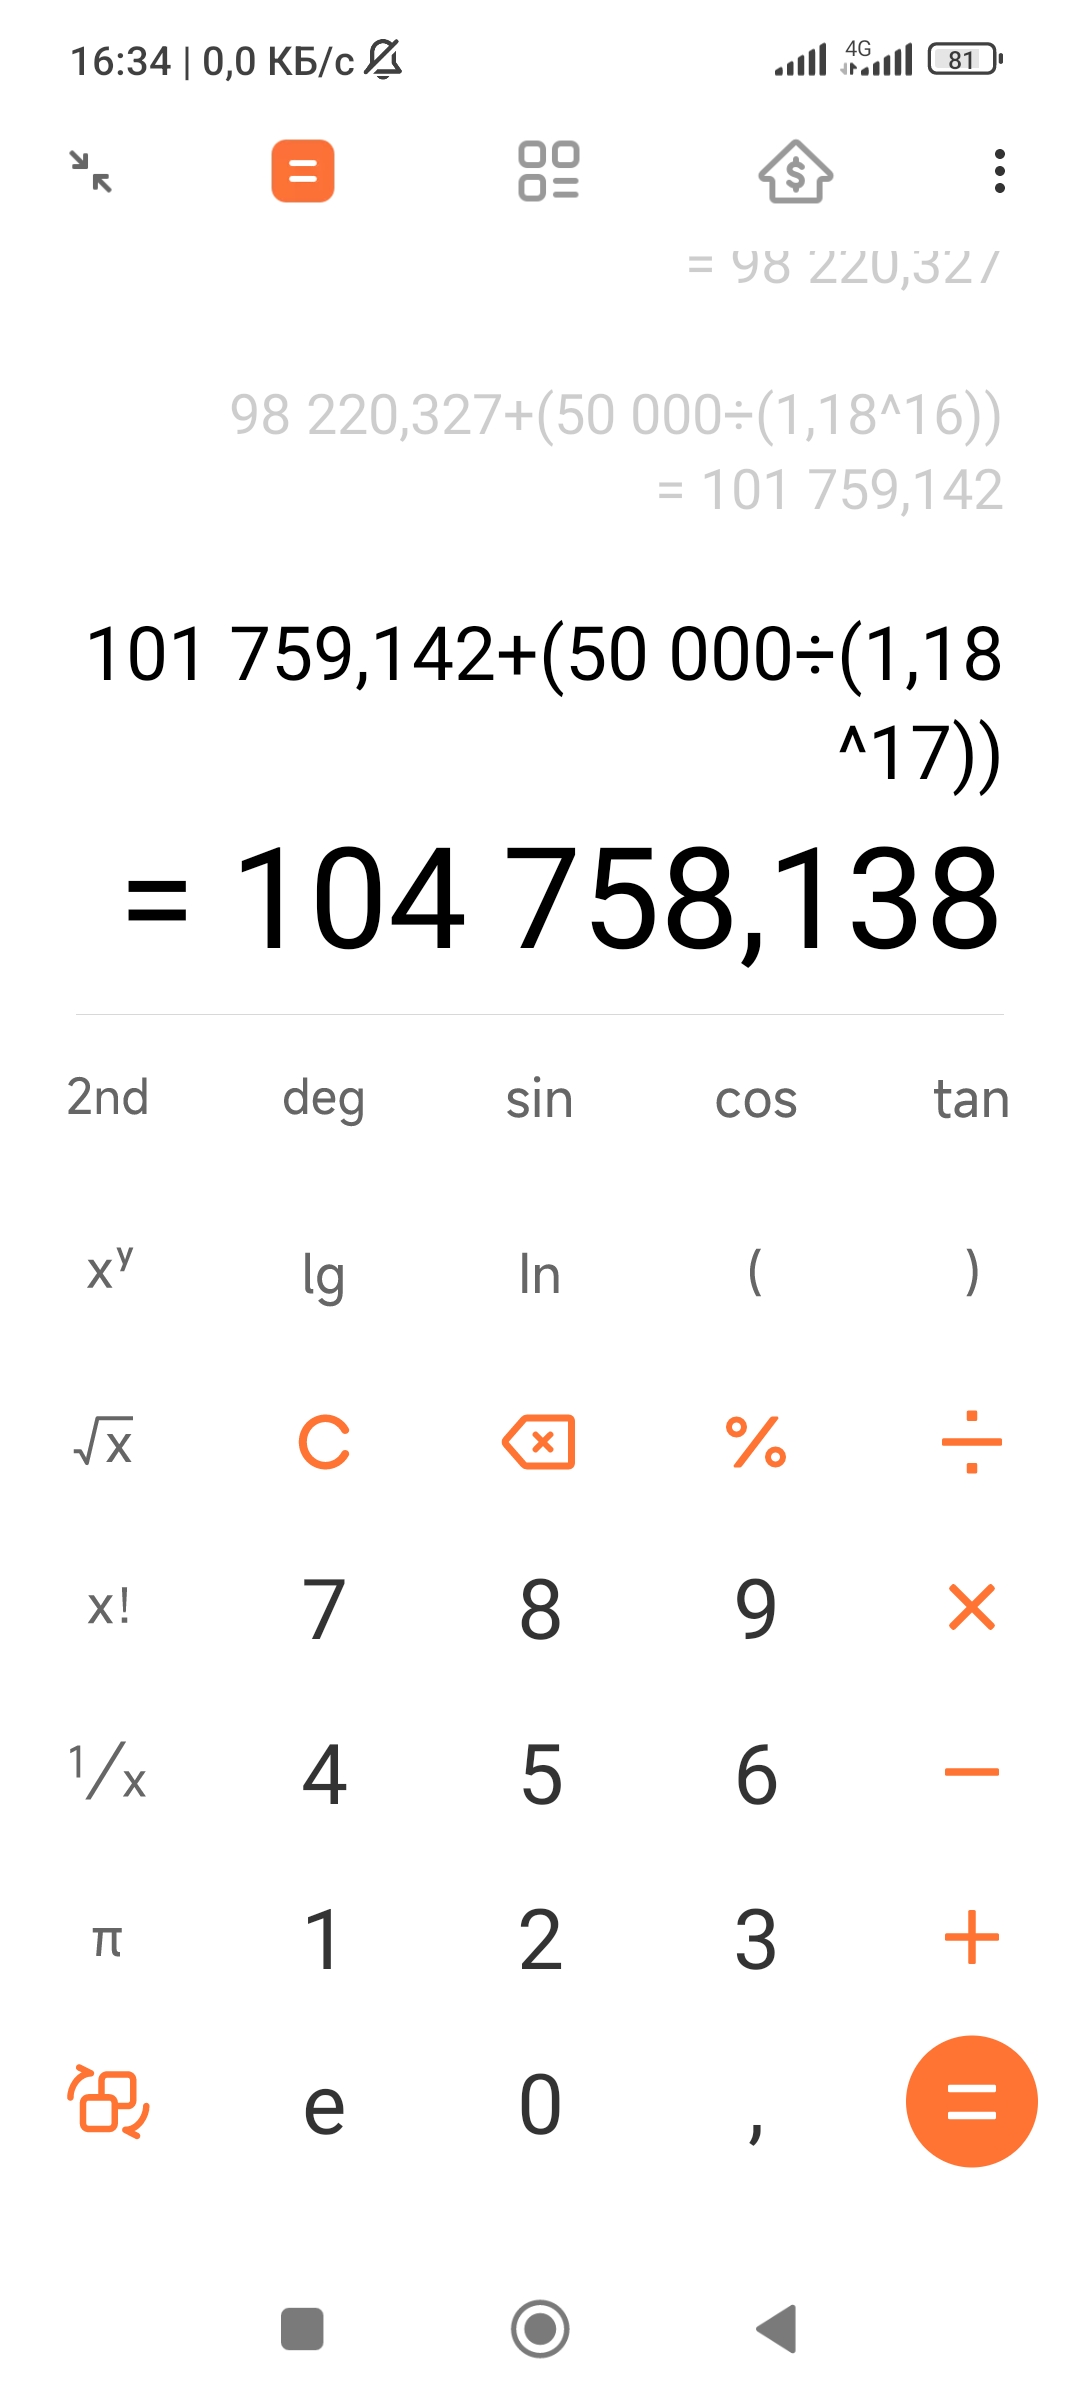 16:34 | 0,0 КБ/с 4G 81
= 98 220,327
98 220,327+(50 000÷(1,18^16))
= 101 759,142
101 759,142+(50 000÷(1,18
^17))
= 104 758,138
2nd deg sin cos tan
xʸ lg ln ( )
√x C % ÷
x! 7 8 9 ×
1/x 4 5 6 −
π 1 2 3 +
e 0 , =